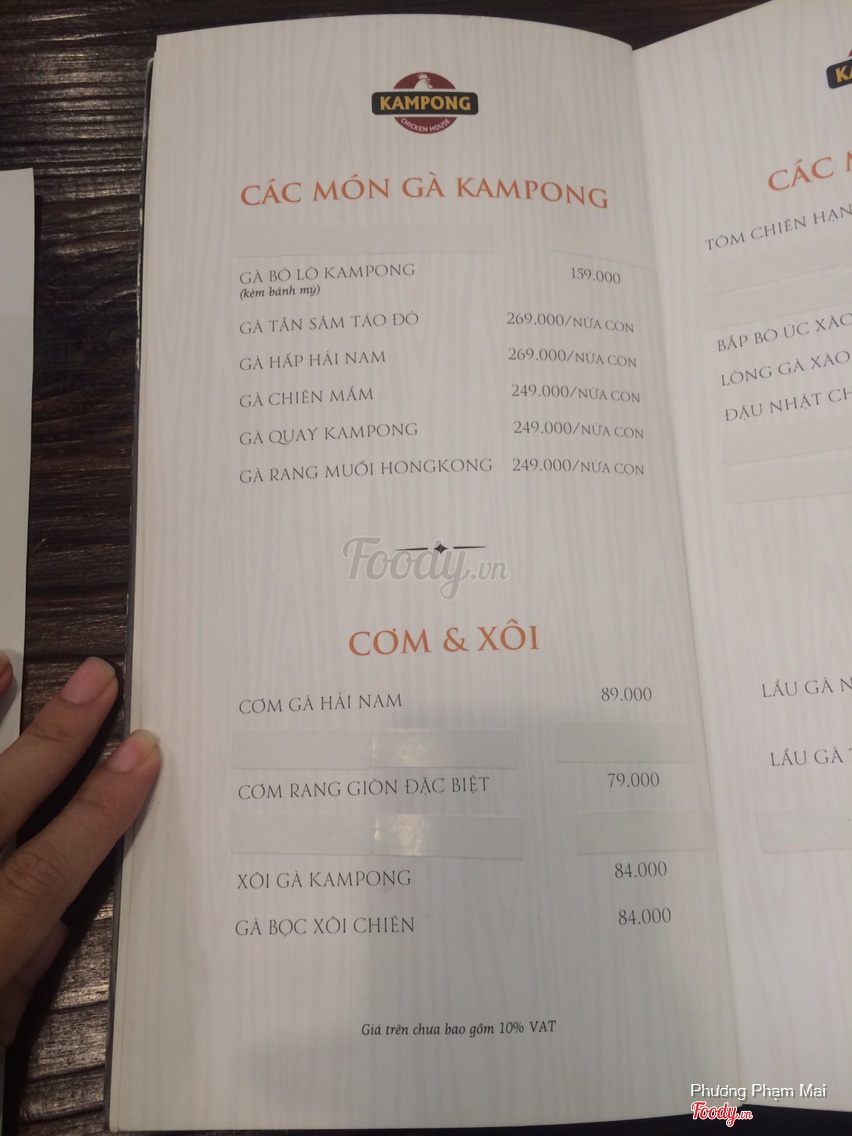 KAMPONG
CHICKEN HOUSE
CÁC MÓN GÀ KAMPONG
GÀ BÓ LÒ KAMPONG 159.000
(kèm bánh mỳ)
GÀ TẦN SÂM TÁO ĐỎ 269.000/NỬA CON
GÀ HẤP HẢI NAM 269.000/NỬA CON
GÀ CHIÊN MẮM 249.000/NỬA CON
GÀ QUAY KAMPONG 249.000/NỬA CON
GÀ RANG MUỐI HONGKONG 249.000/NỬA CON
Foody.vn
CƠM & XÔI
CƠM GÀ HẢI NAM 89.000
CƠM RANG GIÒN ĐẶC BIỆT 79.000
XÔI GÀ KAMPONG 84.000
GÀ BỌC XÔI CHIÊN 84.000
Giá trên chưa bao gồm 10% VAT
CÁC
TÔM CHIÊN
BẮP BÒ ÚC XÀO
LÒNG GÀ XÀO
ĐẬU NHẬT
LẨU GÀ
LẨU GÀ
Phương Phạm Mai
Foody.vn